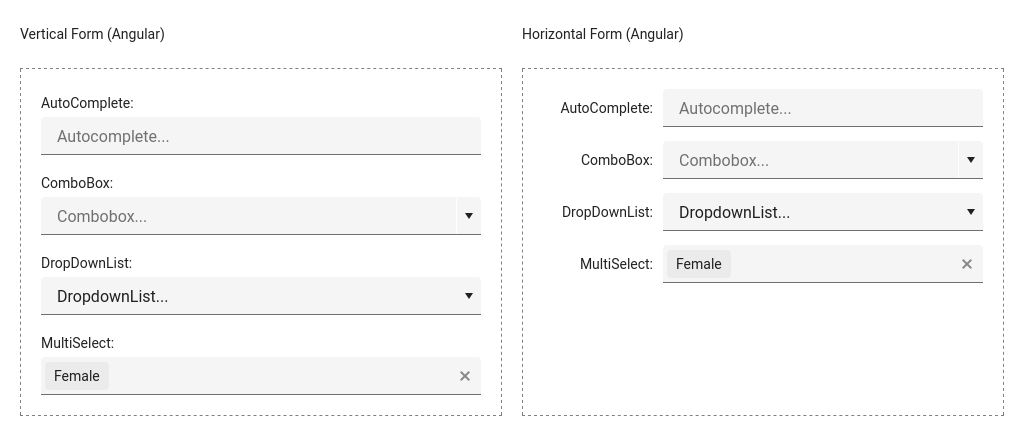 Vertical Form (Angular)
AutoComplete:
Autocomplete...
ComboBox:
Combobox...
DropDownList:
DropdownList...
MultiSelect:
Female
Horizontal Form (Angular)
AutoComplete: Autocomplete...
ComboBox: Combobox...
DropDownList: DropdownList...
MultiSelect: Female